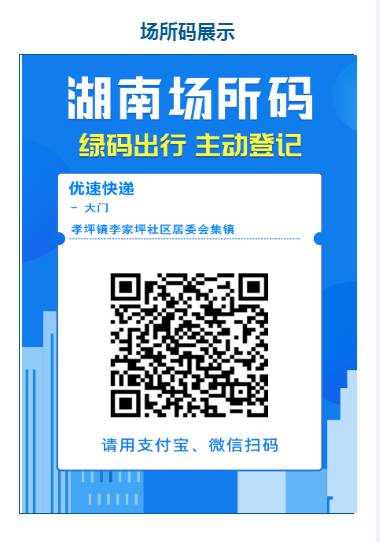 场所码展示
湖南场所码
绿码出行 主动登记
优速快递
- 大门
孝坪镇李家坪社区居委会集镇
请用支付宝、微信扫码